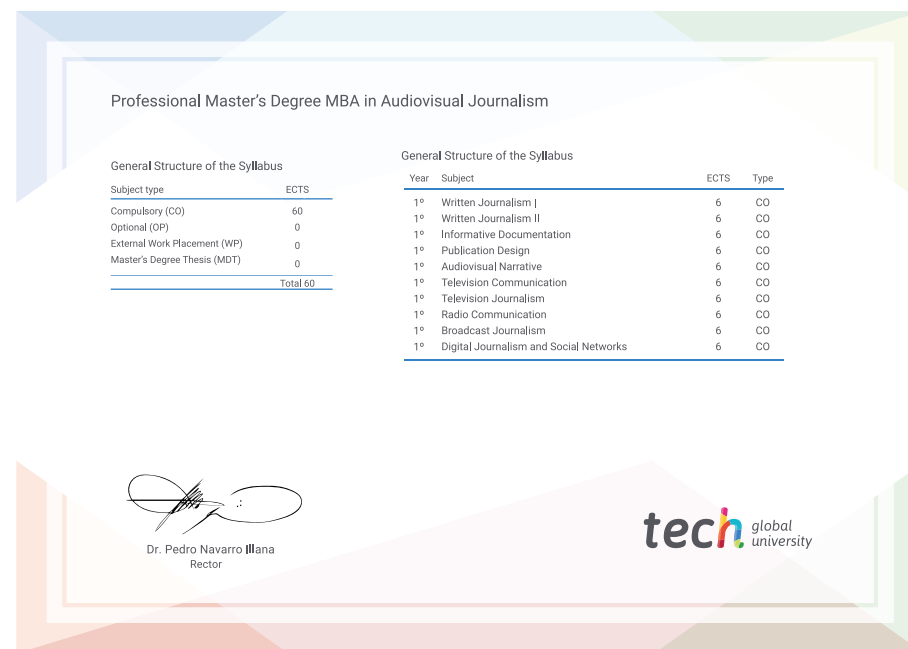 Professional Master's Degree MBA in Audiovisual Journalism
General Structure of the Syllabus
Subject type ECTS
Compulsory (CO) 60
Optional (OP) 0
External Work Placement (WP) 0
Master's Degree Thesis (MDT) 0
Total 60
General Structure of the Syllabus
Year Subject ECTS Type
1º Written Journalism I 6 CO
1º Written Journalism II 6 CO
1º Informative Documentation 6 CO
1º Publication Design 6 CO
1º Audiovisual Narrative 6 CO
1º Television Communication 6 CO
1º Television Journalism 6 CO
1º Radio Communication 6 CO
1º Broadcast Journalism 6 CO
1º Digital Journalism and Social Networks 6 CO
Dr. Pedro Navarro Illana
Rector
tech global university